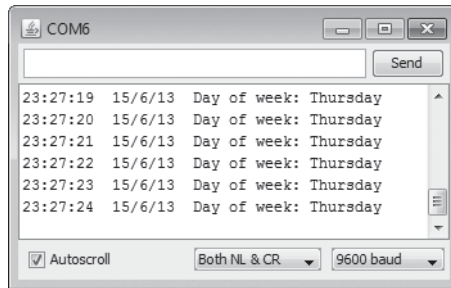 COM6
Send
23:27:19 15/6/13 Day of week: Thursday
23:27:20 15/6/13 Day of week: Thursday
23:27:21 15/6/13 Day of week: Thursday
23:27:22 15/6/13 Day of week: Thursday
23:27:23 15/6/13 Day of week: Thursday
23:27:24 15/6/13 Day of week: Thursday
Autoscroll Both NL & CR 9600 baud